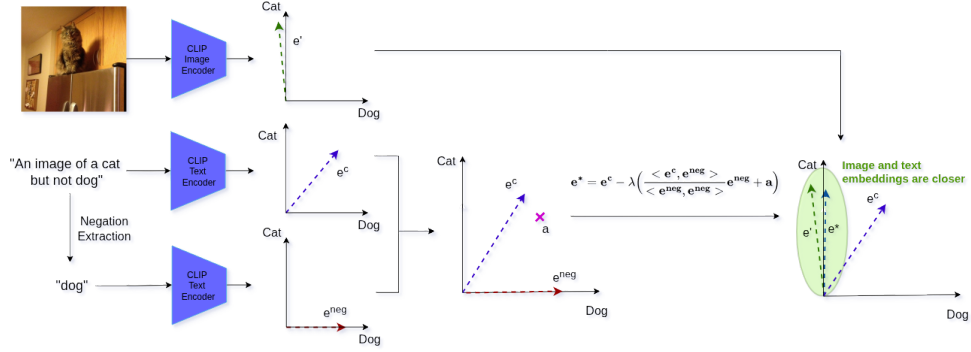 CLIP
Image
Encoder
Cat
e'
Dog
"An image of a cat
but not dog"
CLIP
Text
Encoder
Cat
e^c
Dog
Negation
Extraction
"dog"
CLIP
Text
Encoder
Cat
e^neg
Dog
Cat
e^c
a
e^neg
Dog
e* = e^c − λ(<e^c, e^neg> / <e^neg, e^neg> e^neg + a)
Cat
Image and text
embeddings are closer
e^c
e'
e*
Dog